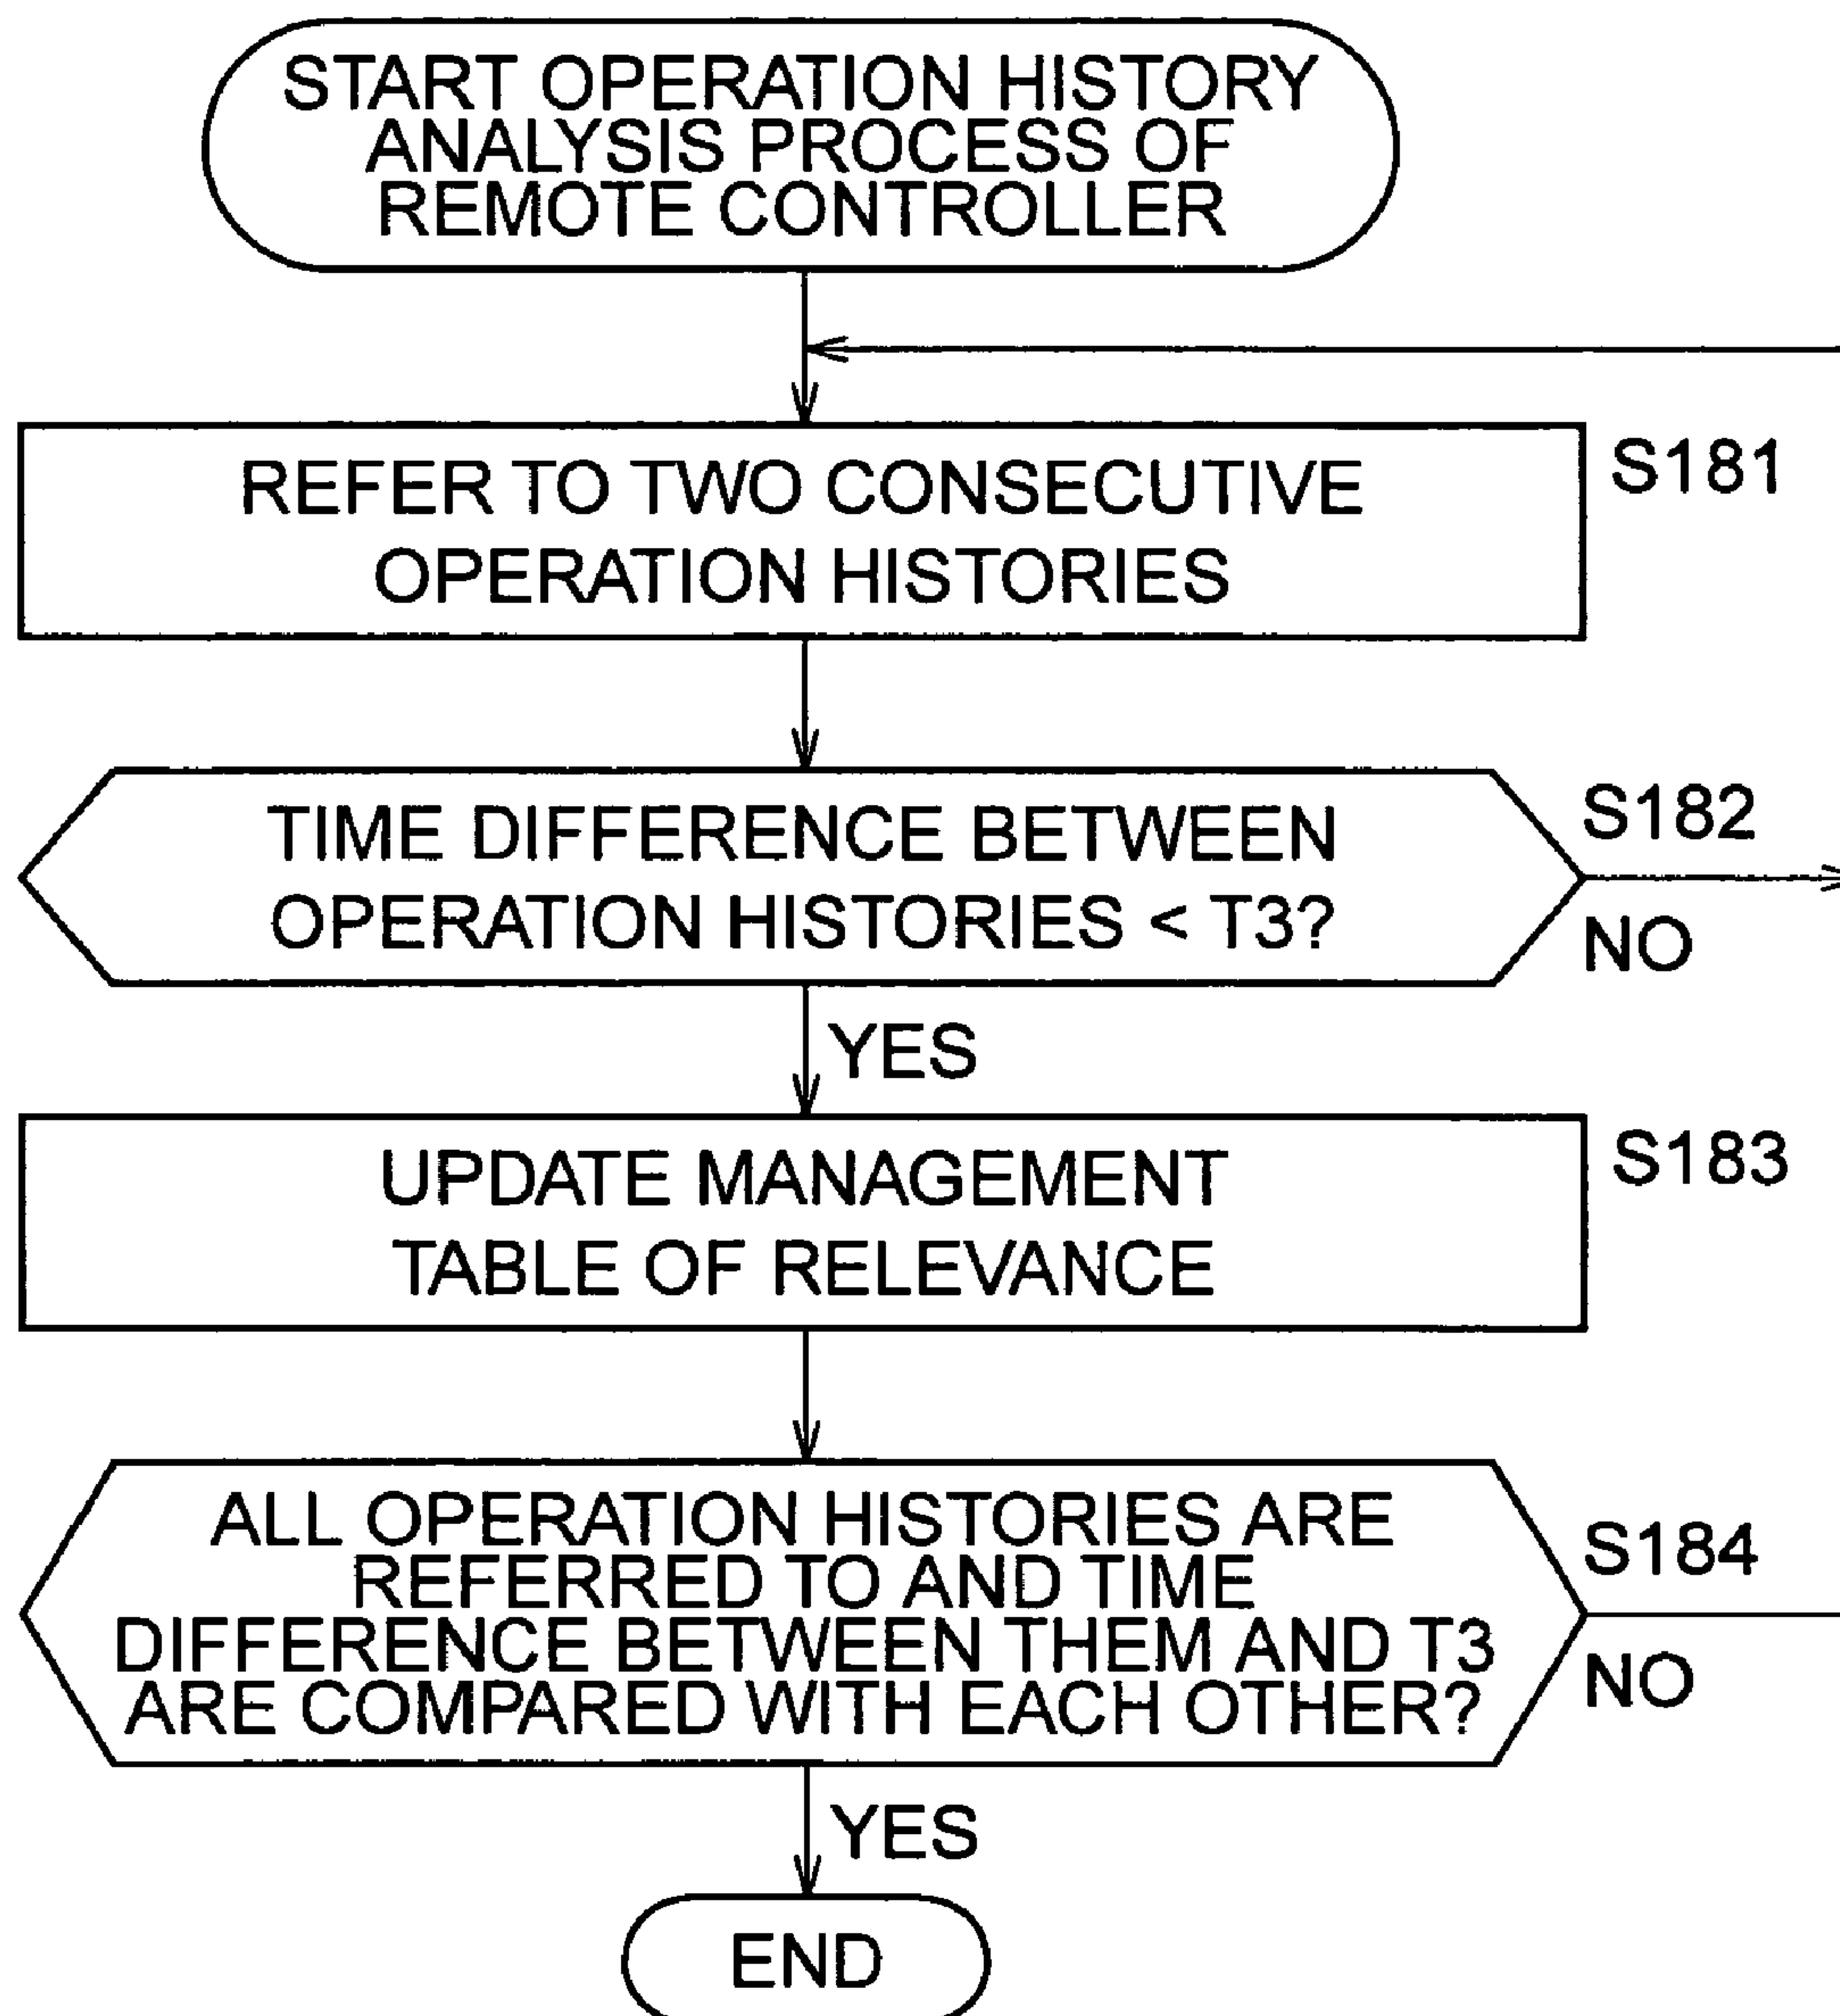 START OPERATION HISTORY
ANALYSIS PROCESS OF
REMOTE CONTROLLER
REFER TO TWO CONSECUTIVE
OPERATION HISTORIES
S181
TIME DIFFERENCE BETWEEN
OPERATION HISTORIES < T3?
S182
NO
YES
UPDATE MANAGEMENT
TABLE OF RELEVANCE
S183
ALL OPERATION HISTORIES ARE
REFERRED TO AND TIME
DIFFERENCE BETWEEN THEM AND T3
ARE COMPARED WITH EACH OTHER?
S184
NO
YES
END